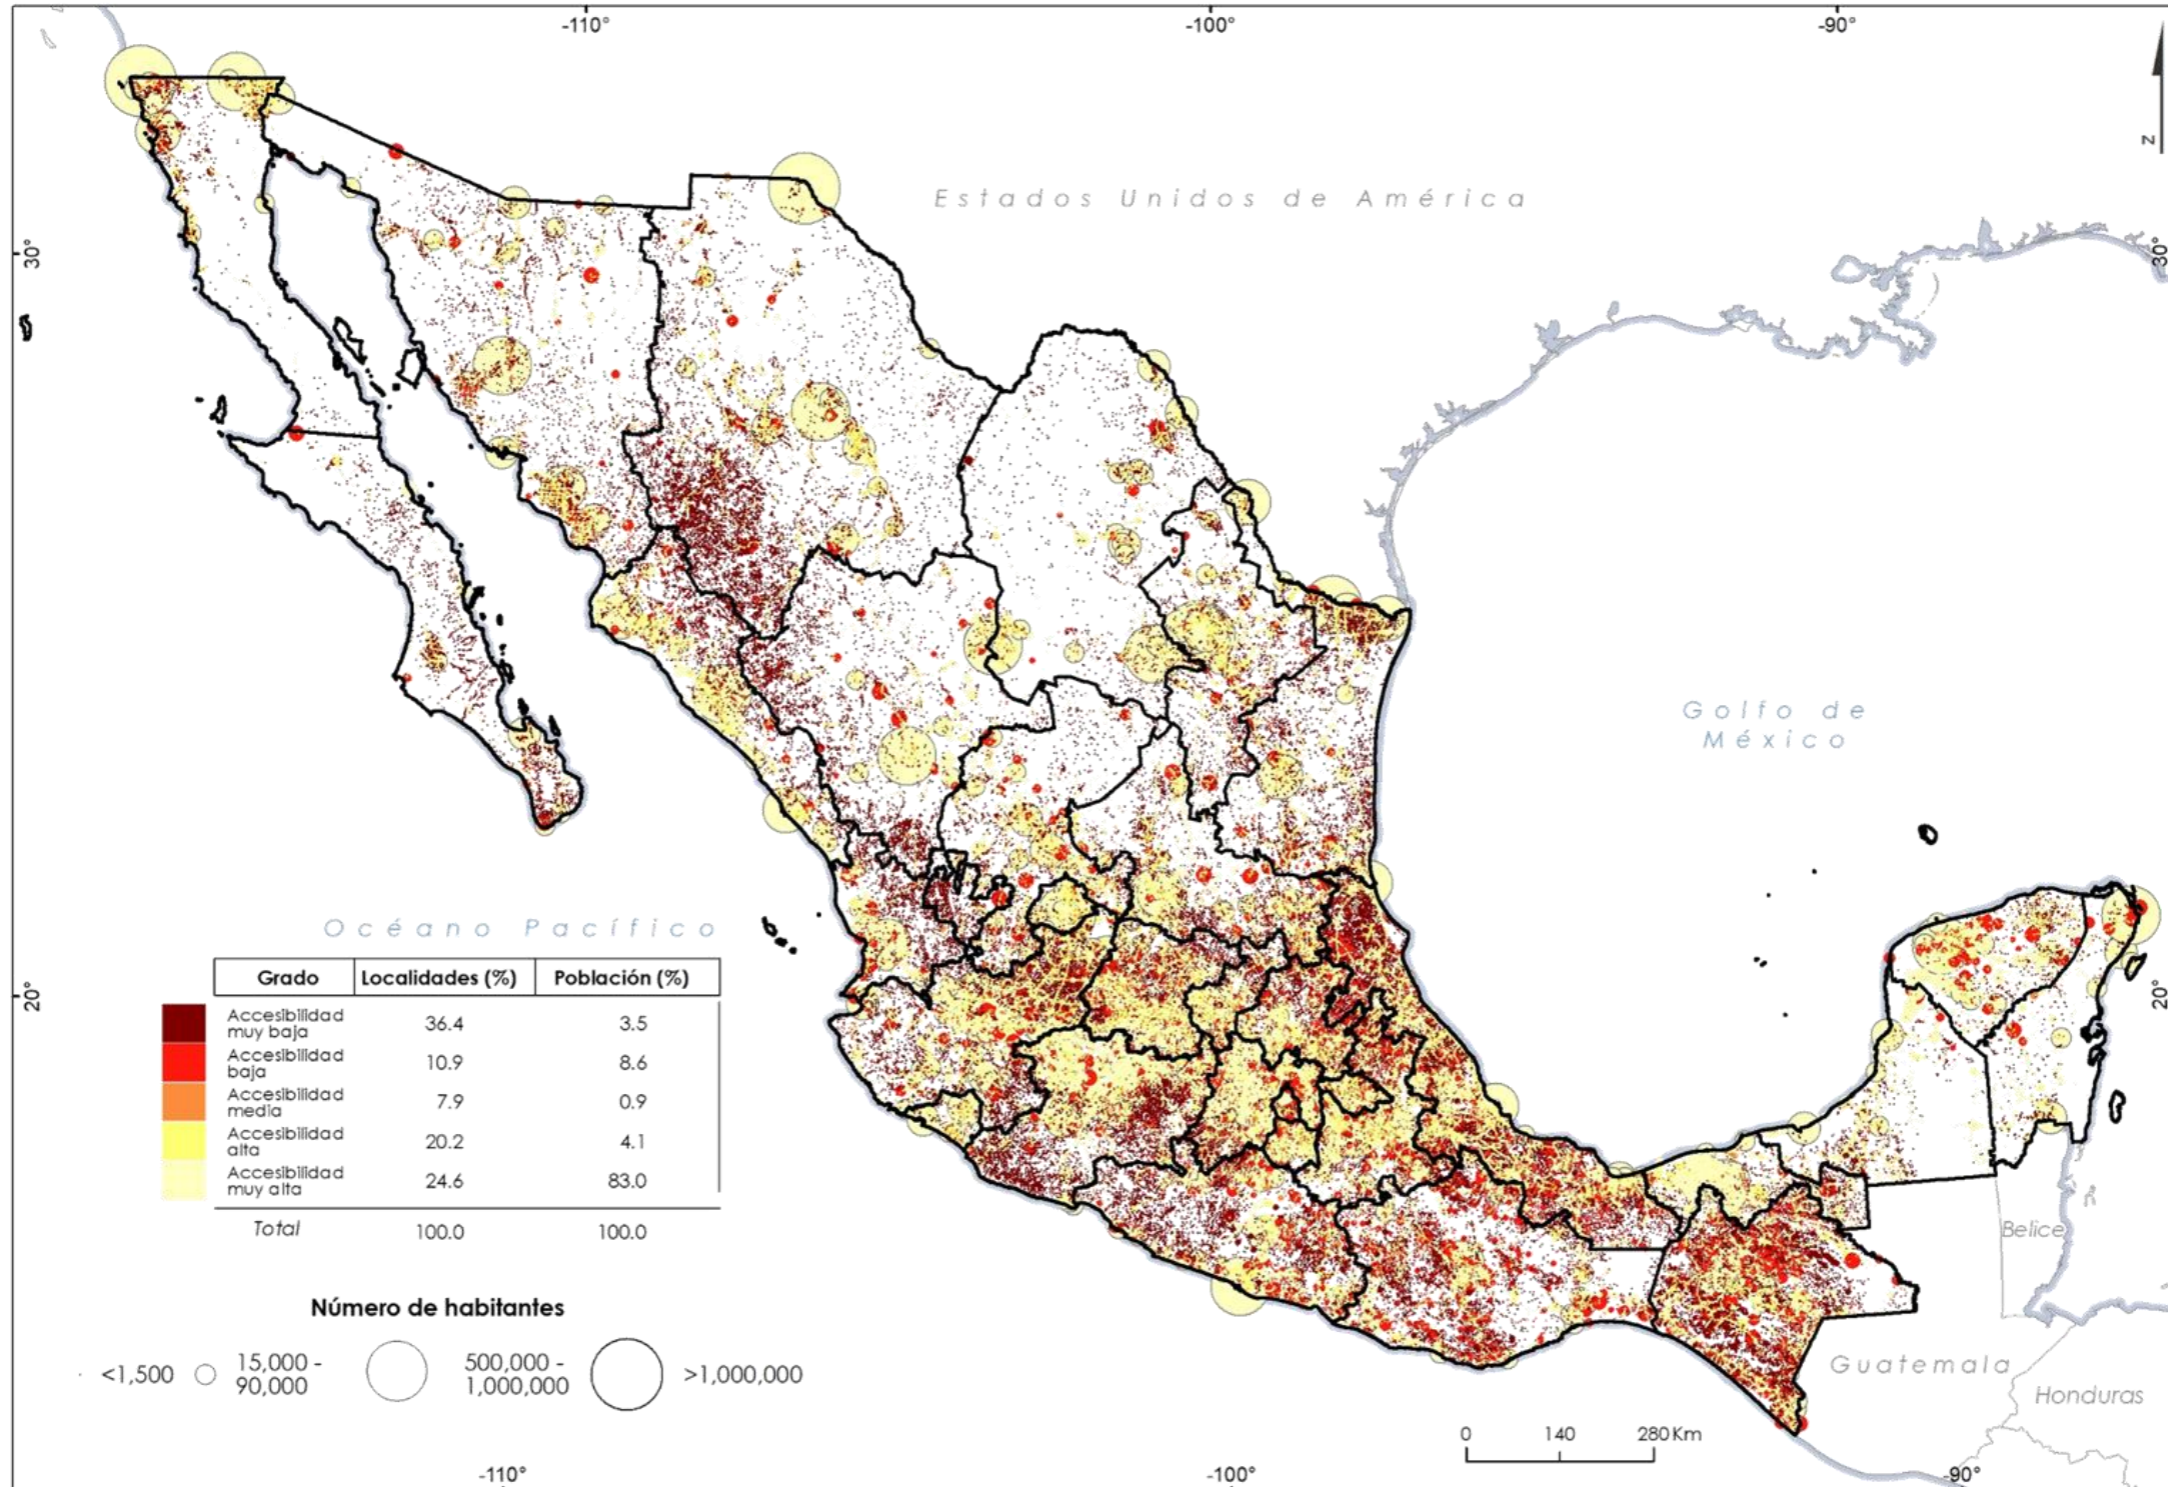 -110°
-100°
-90°
N
Estados Unidos de América
30°
30°
Golfo de
México
Océano Pacífico
Grado Localidades (%) Población (%)
20°
20°
Accesibilidad
muy baja 36.4 3.5
Accesibilidad
baja 10.9 8.6
Accesibilidad
media 7.9 0.9
Accesibilidad
alta 20.2 4.1
Accesibilidad
muy alta 24.6 83.0
Total 100.0 100.0
Belice
Número de habitantes
<1,500
15,000 -
90,000
500,000 -
1,000,000
>1,000,000
Guatemala
Honduras
0 140 280 Km
-110°
-100°
-90°